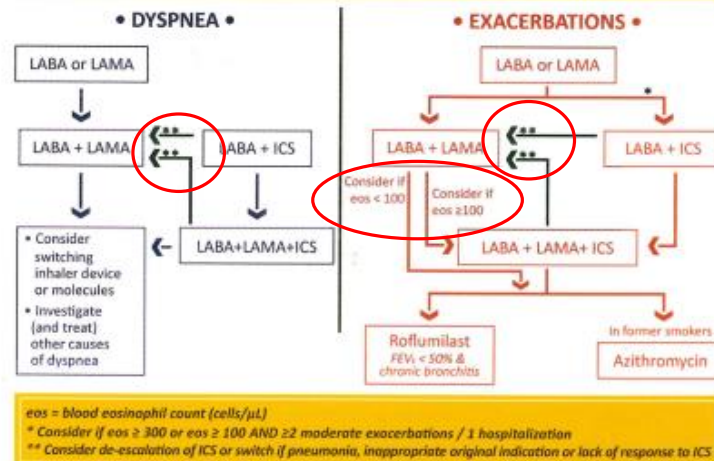 • DYSPNEA •
LABA or LAMA
LABA + LAMA
**
**
LABA + ICS
LABA+LAMA+ICS
• Consider
switching
inhaler device
or molecules
• Investigate
(and treat)
other causes
of dyspnea
• EXACERBATIONS •
LABA or LAMA
*
LABA + LAMA
**
**
LABA + ICS
Consider if
eos < 100
Consider if
eos ≥100
LABA + LAMA+ ICS
Roflumilast
FEV₁ < 50% &
chronic bronchitis
In former smokers
Azithromycin
eos = blood eosinophil count (cells/µL)
* Consider if eos ≥ 300 or eos ≥ 100 AND ≥2 moderate exacerbations / 1 hospitalization
** Consider de-escalation of ICS or switch if pneumonia, inappropriate original indication or lack of response to ICS